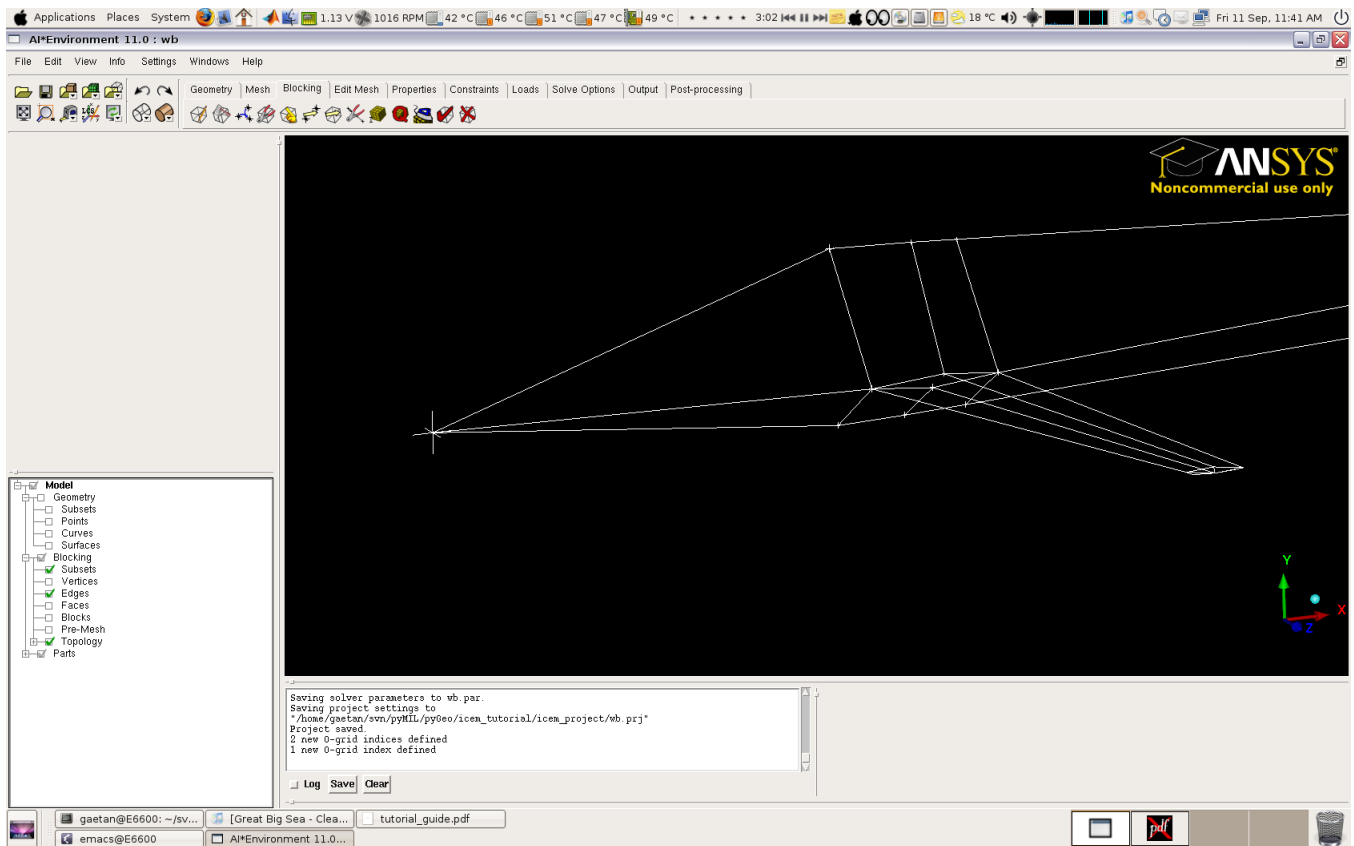 Applications Places System 1.13 V 1016 RPM 42 °C 46 °C 51 °C 47 °C 49 °C 3:02 18 °C Fri 11 Sep, 11:41 AM
AI*Environment 11.0 : wb
File Edit View Info Settings Windows Help
Geometry Mesh Blocking Edit Mesh Properties Constraints Loads Solve Options Output Post-processing
ANSYS
Noncommercial use only
Model
Geometry
Subsets
Points
Curves
Surfaces
Blocking
Subsets
Vertices
Edges
Faces
Blocks
Pre-Mesh
Topology
Parts
Y
X
Z
Saving solver parameters to wb.par.
Saving project settings to
"/home/gaetan/svn/pyMIL/pyGeo/icem_tutorial/icem_project/wb.prj"
Project saved.
2 new O-grid indices defined
1 new O-grid index defined
Log Save Clear
gaetan@E6600: ~/sv... [Great Big Sea - Clea... tutorial_guide.pdf
emacs@E6600 AI*Environment 11.0...
pdf